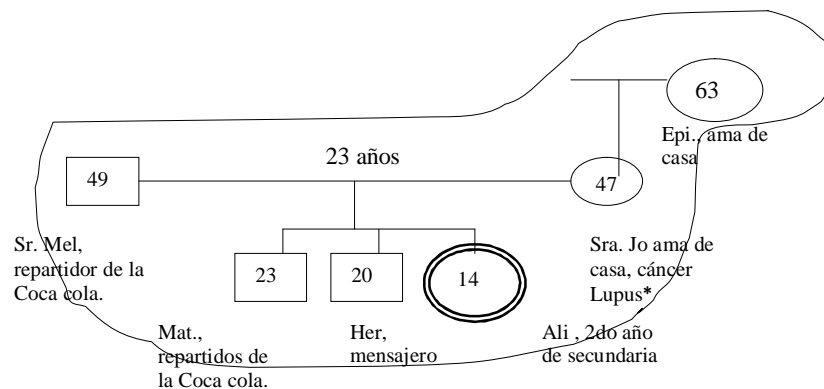 63
Epi., ama de
casa
23 años
49
47
Sr. Mel,
repartidor de la
Coca cola.
23
20
14
Sra. Jo ama de
casa, cáncer
Lupus*
Mat.,
repartidos de
la Coca cola.
Her,
mensajero
Ali , 2do año
de secundaria